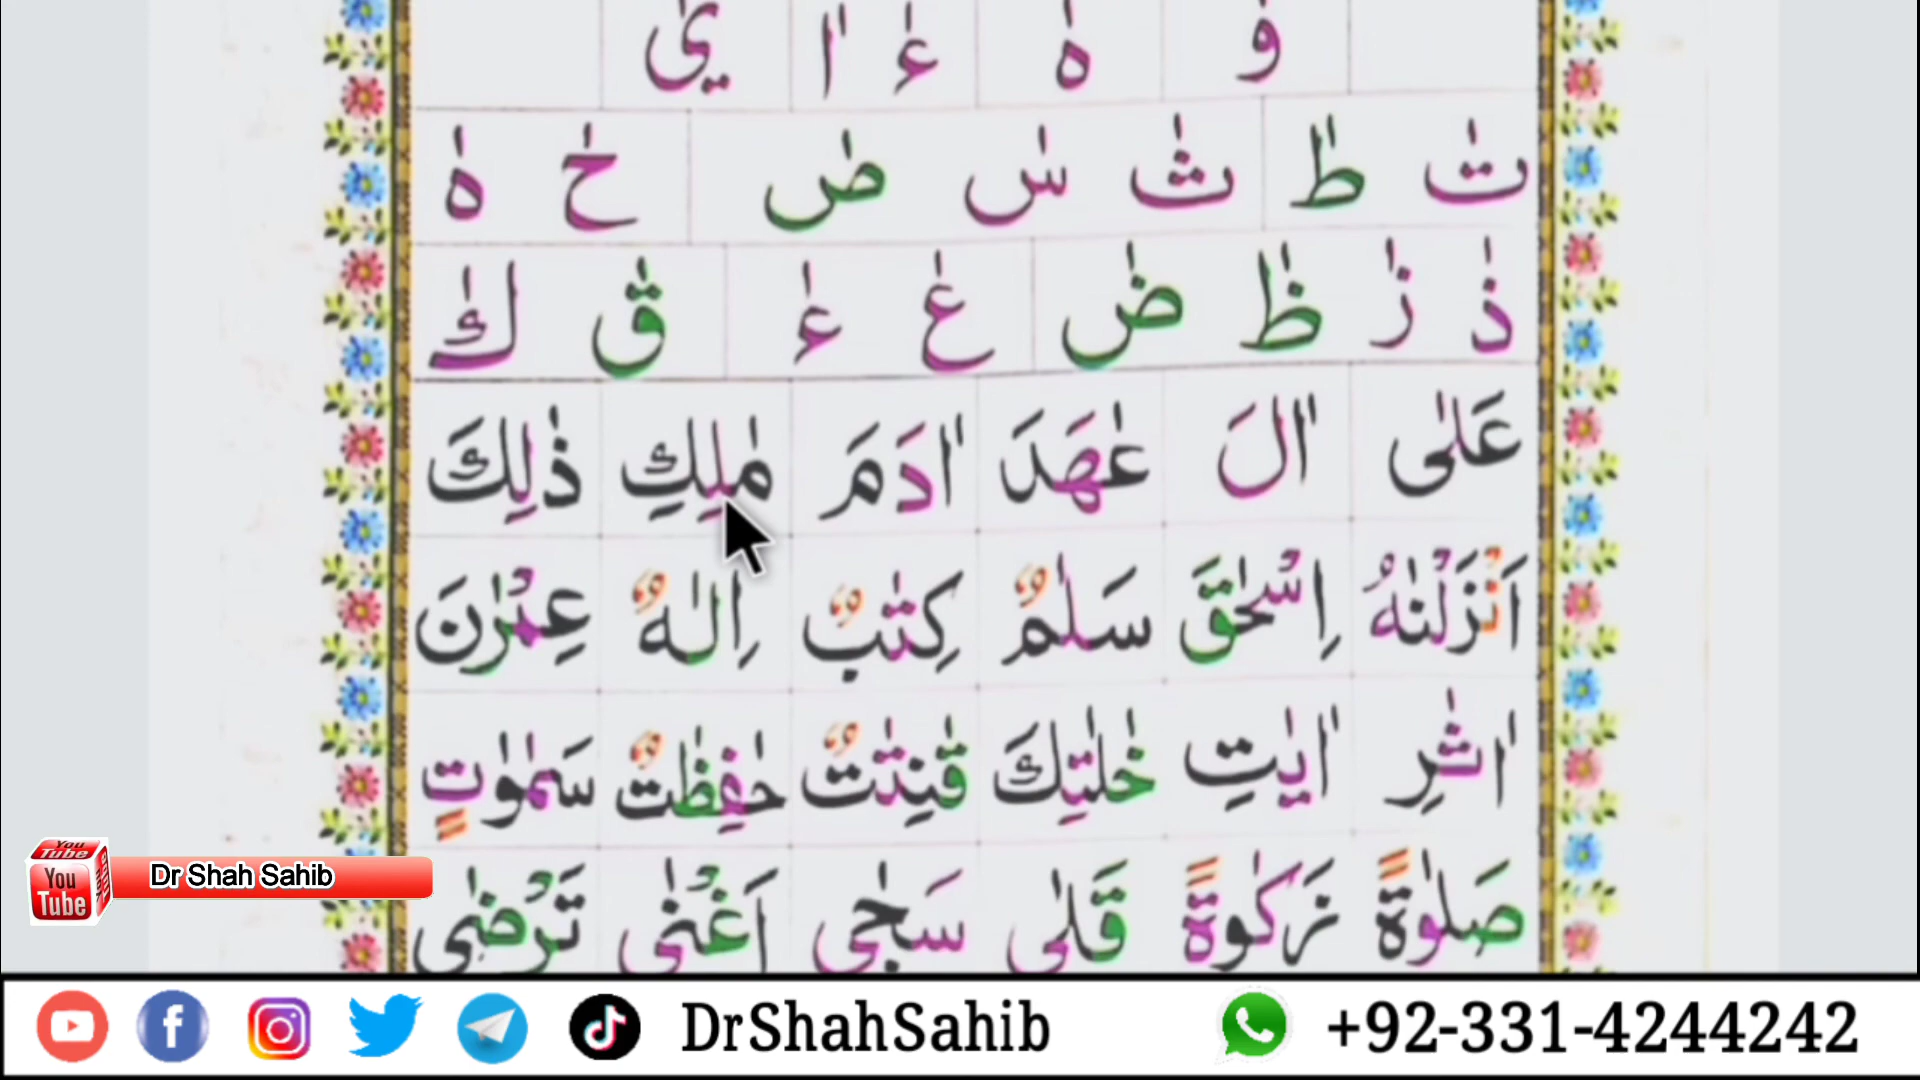 وٰ هٰ ءٰ اٰ يٰ
تٰ طٰ ثٰ سٰ صٰ حٰ هٰ
ذٰ زٰ ظٰ ضٰ غٰ ءٰ قٰ كٰ
عَلٰى اٰلَ عٰهَدَ اٰدَمَ مٰلِكِ ذٰلِكَ
اَنْزَلْنٰهُ اِسْحٰقَ سَلٰمٌ كِتٰبٌ اِلٰهٌ عِمْرٰنَ
اٰثٰرِ اٰيٰتِ خٰلٰتِكَ قٰنِتٰتٌ حٰفِظٰتٌ سَمٰوٰتٍ
صَلٰوةً زَكٰوةً قَلٰى سَجٰى اَغْنٰى تَرْضٰى
You Tube Dr Shah Sahib
DrShahSahib +92-331-4244242